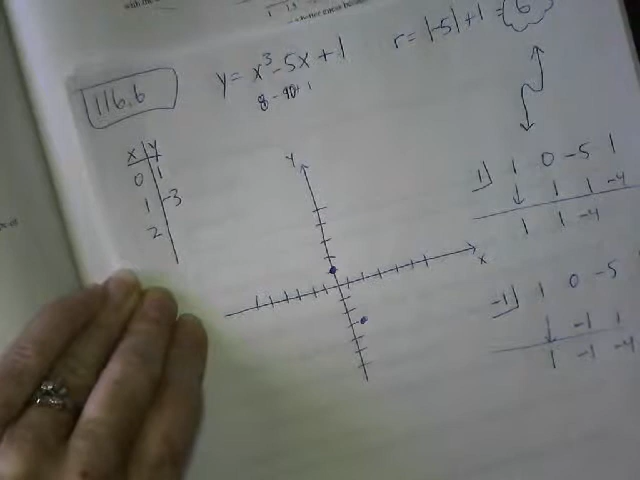 116.6
y = x³ - 5x + 1
r = |-5| + 1 = 6
8 - 10 + 1
x | y
0 | 1
1 | -3
2 |
y
x
1) 1 0 -5 1
1 1 -4
1 1 -4
-1) 1 0 -5
-1 1
1 -1 -4